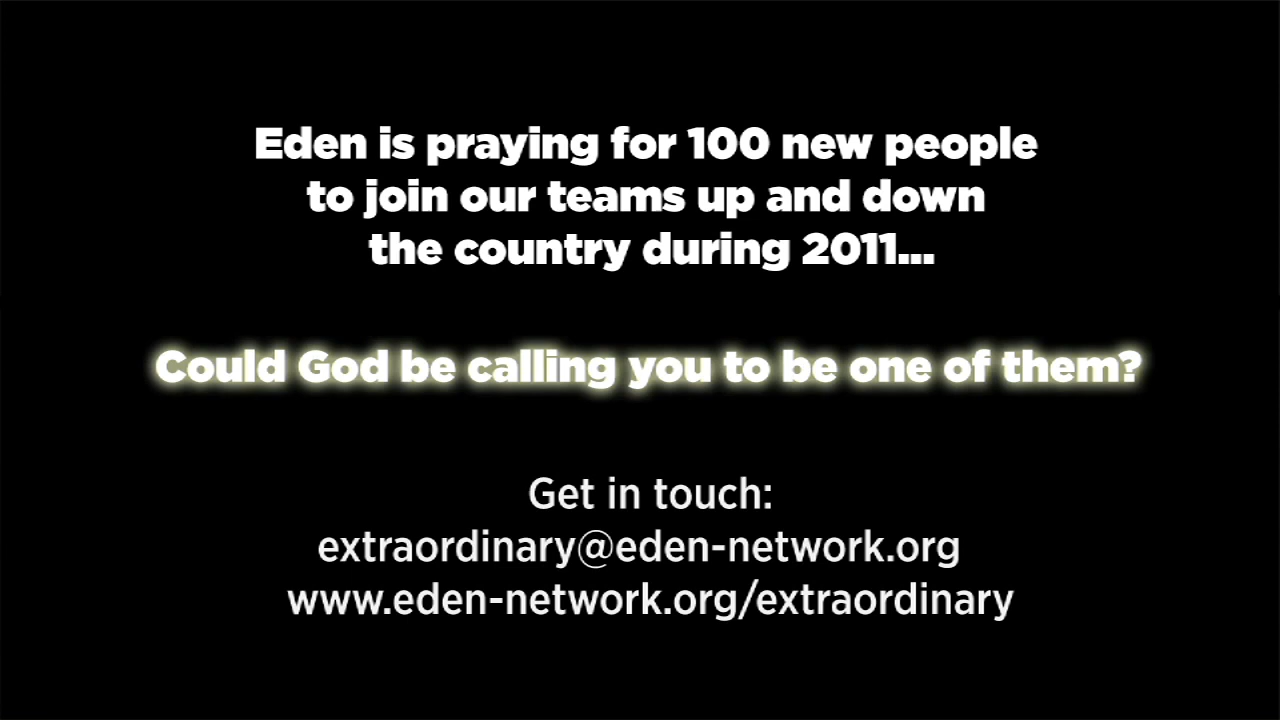 Eden is praying for 100 new people
to join our teams up and down
the country during 2011...
Could God be calling you to be one of them?
Get in touch:
extraordinary@eden-network.org
www.eden-network.org/extraordinary